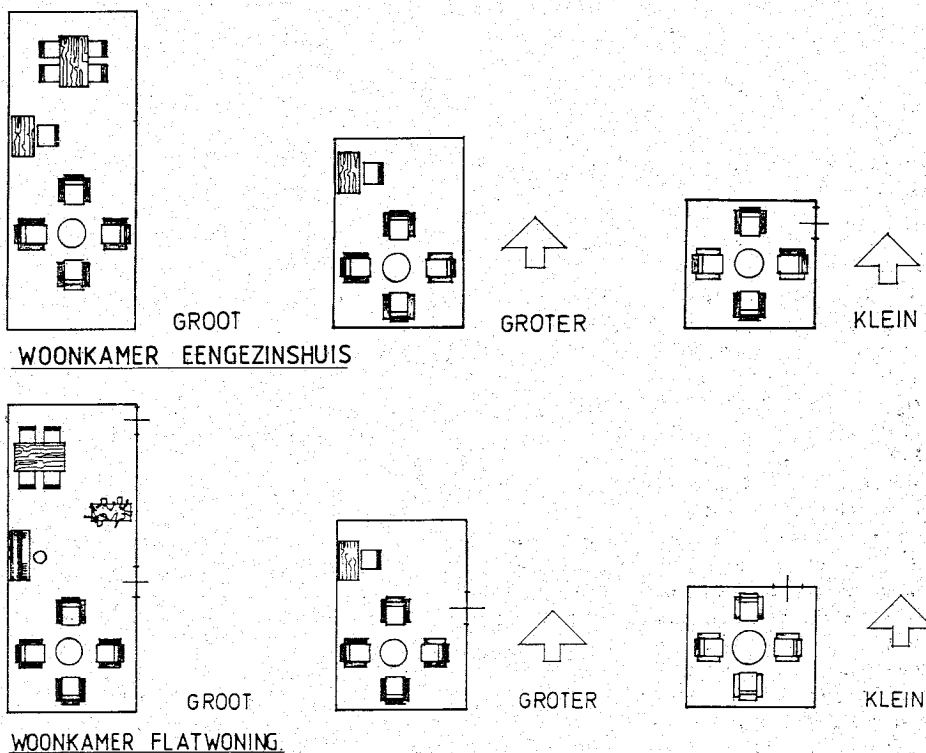 GROOT
GROTER
KLEIN
WOONKAMER EENGEZINSHUIS
GROOT
GROTER
KLEIN
WOONKAMER FLATWONING.